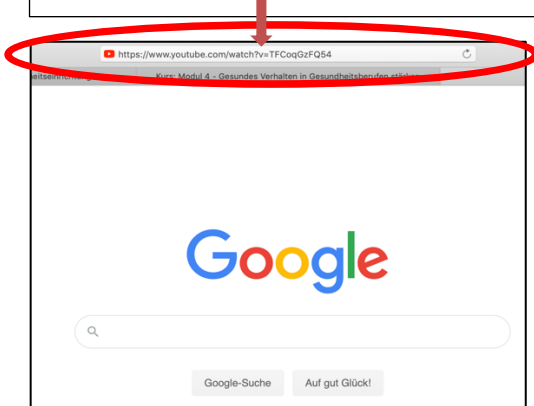 https://www.youtube.com/watch?v=TFCoqGzFQ54
Kurs: Modul 4 - Gesundes Verhalten in Gesundheitsberufen stärken
Google
Google-Suche Auf gut Glück!